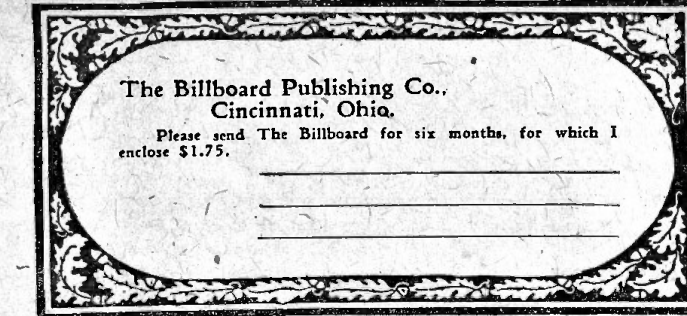 The Billboard Publishing Co.,
Cincinnati, Ohio.
Please send The Billboard for six months, for which I
enclose $1.75.